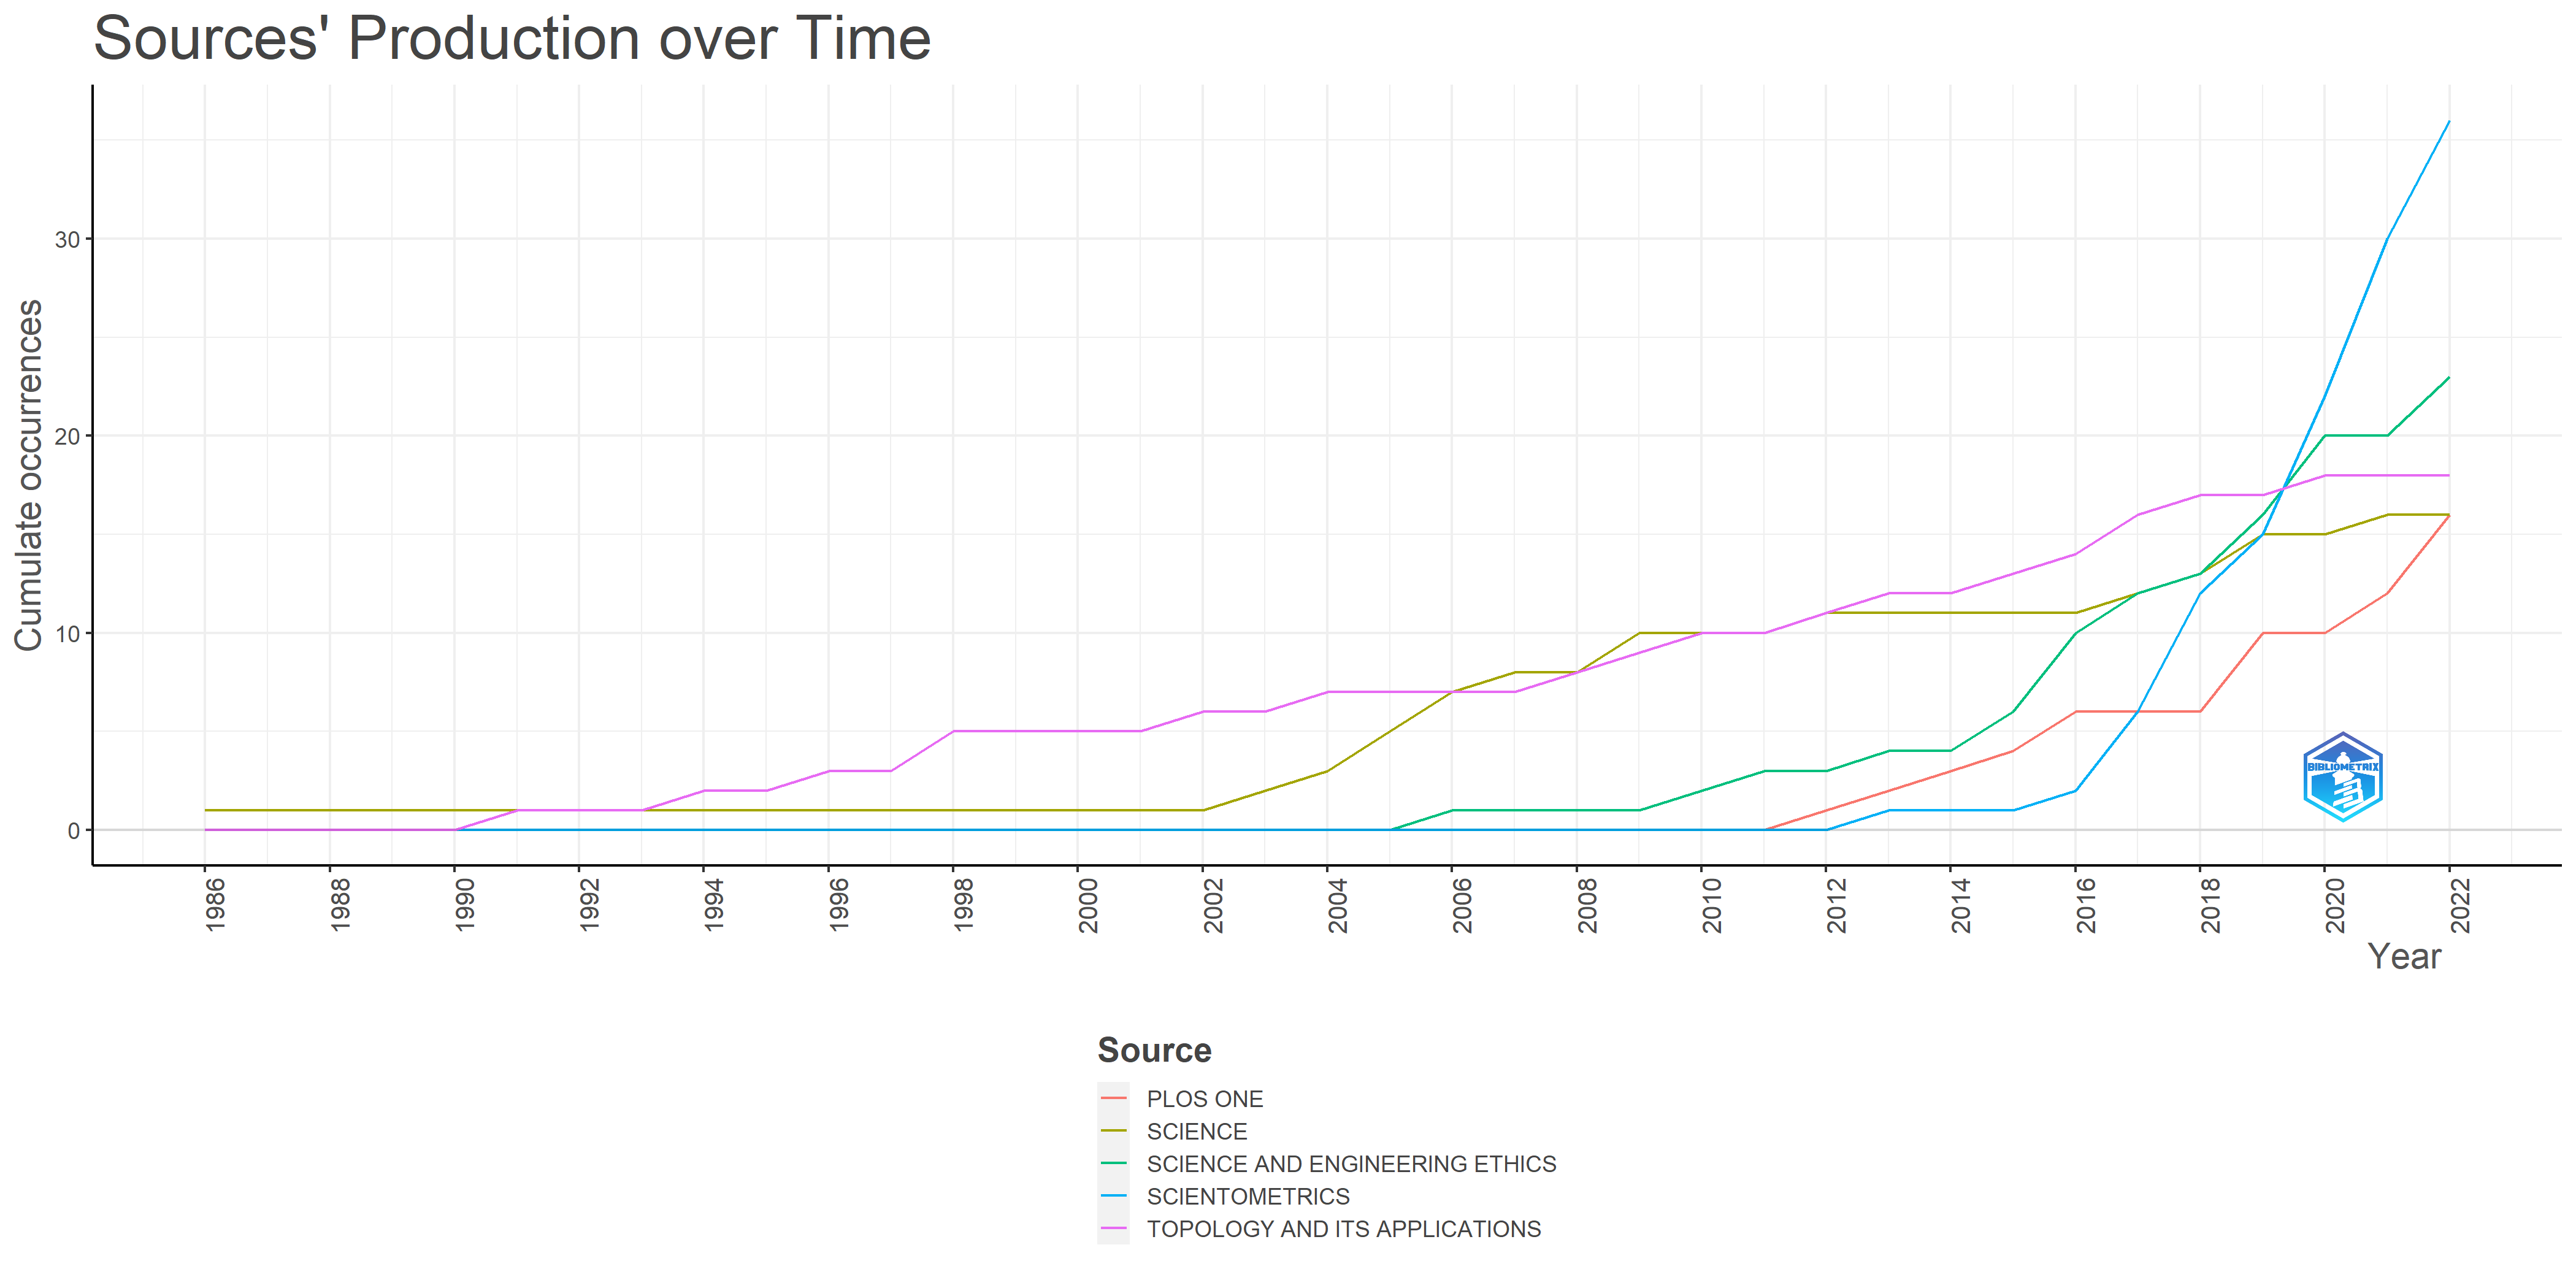 Sources' Production over Time
Cumulate occurrences
30
20
10
0
1986
1988
1990
1992
1994
1996
1998
2000
2002
2004
2006
2008
2010
2012
2014
2016
2018
2020
2022
Year
BIBLIOMETRIX
Source
PLOS ONE
SCIENCE
SCIENCE AND ENGINEERING ETHICS
SCIENTOMETRICS
TOPOLOGY AND ITS APPLICATIONS